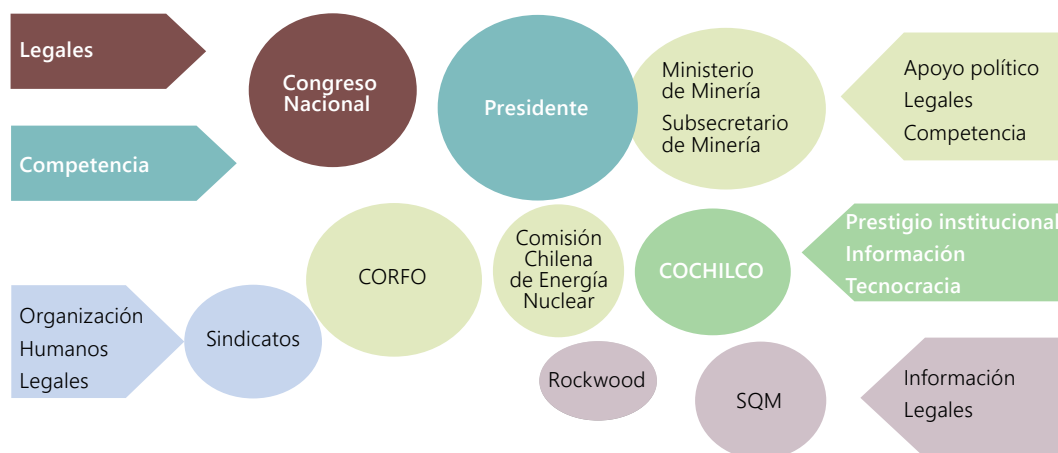 Legales
Congreso
Nacional
Presidente
Ministerio
de Minería
Subsecretario
de Minería
Apoyo político
Legales
Competencia
Competencia
CORFO
Comisión
Chilena
de Energía
Nuclear
COCHILCO
Prestigio institucional
Información
Tecnocracia
Organización
Humanos
Legales
Sindicatos
Rockwood
SQM
Información
Legales